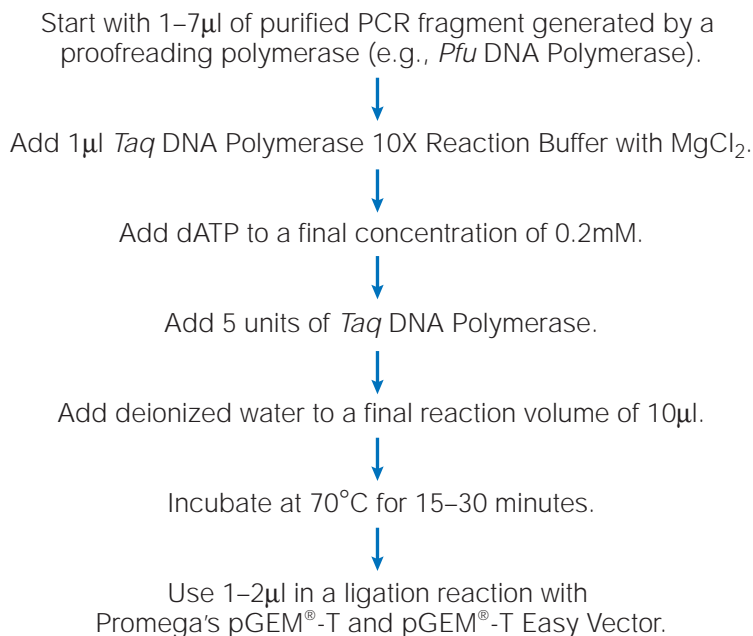 Start with 1–7μl of purified PCR fragment generated by a
proofreading polymerase (e.g., Pfu DNA Polymerase).
Add 1μl Taq DNA Polymerase 10X Reaction Buffer with MgCl₂.
Add dATP to a final concentration of 0.2mM.
Add 5 units of Taq DNA Polymerase.
Add deionized water to a final reaction volume of 10μl.
Incubate at 70°C for 15–30 minutes.
Use 1–2μl in a ligation reaction with
Promega's pGEM®-T and pGEM®-T Easy Vector.